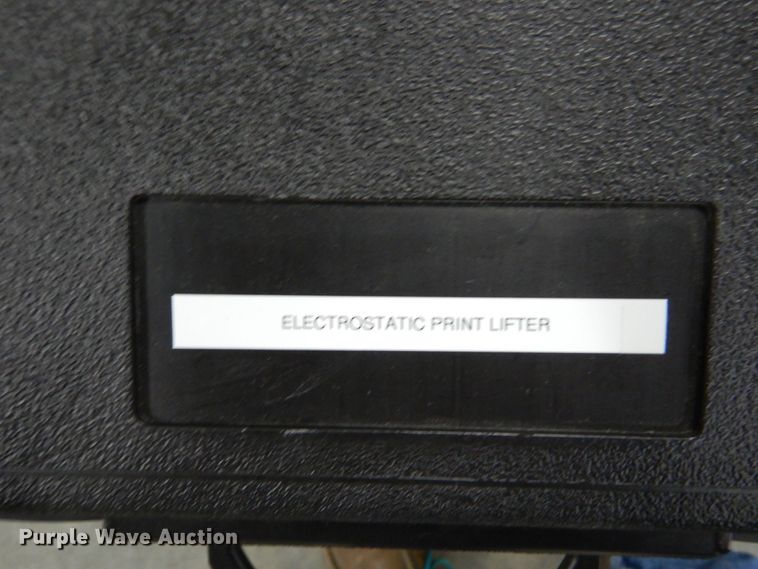 ELECTROSTATIC PRINT LIFTER
Purple Wave Auction